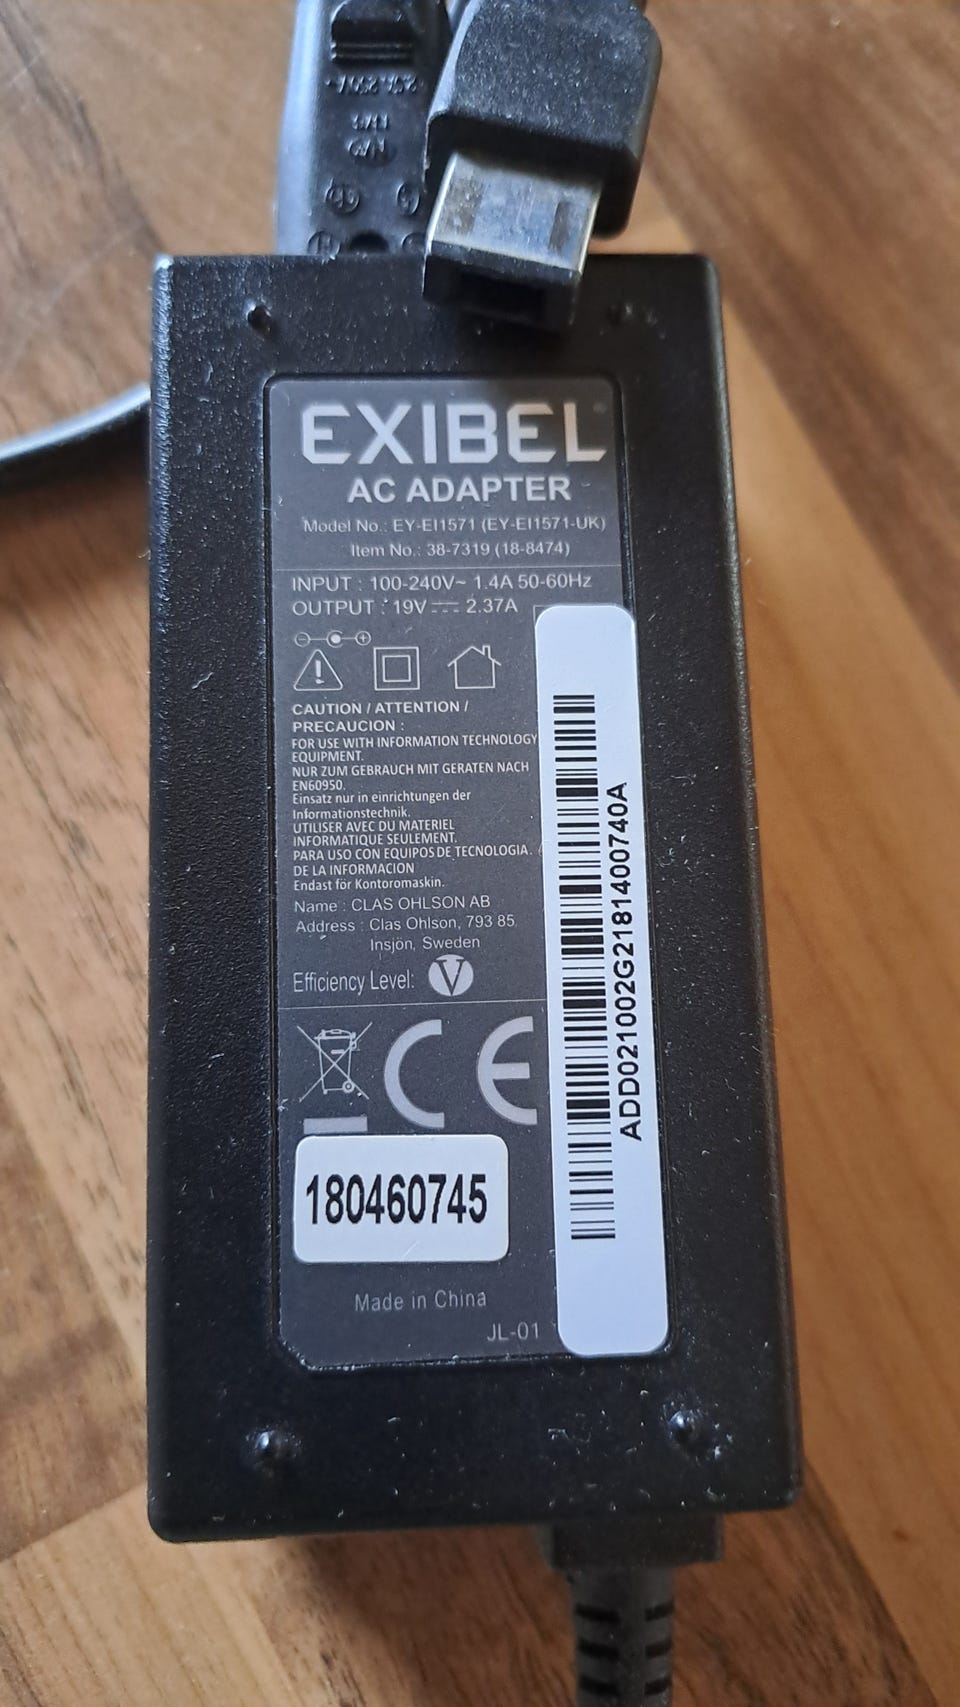 2.5A 250V~
EXIBEL
AC ADAPTER
Model No.: EY-EI1571 (EY-EI1571-UK)
Item No.: 38-7319 (18-8474)
INPUT : 100-240V~ 1.4A 50-60Hz
OUTPUT : 19V 2.37A
CAUTION / ATTENTION /
PRECAUCION :
FOR USE WITH INFORMATION TECHNOLOGY
EQUIPMENT.
NUR ZUM GEBRAUCH MIT GERATEN NACH
EN60950.
Einsatz nur in einrichtungen der
Informationstechnik.
UTILISER AVEC DU MATERIEL
INFORMATIQUE SEULEMENT.
PARA USO CON EQUIPOS DE TECNOLOGIA.
DE LA INFORMACION
Endast för Kontoromaskin.
Name : CLAS OHLSON AB
Address : Clas Ohlson, 793 85,
Insjön, Sweden
Efficiency Level: V
CE
180460745
Made in China
JL-01
ADD021002G2181400740A